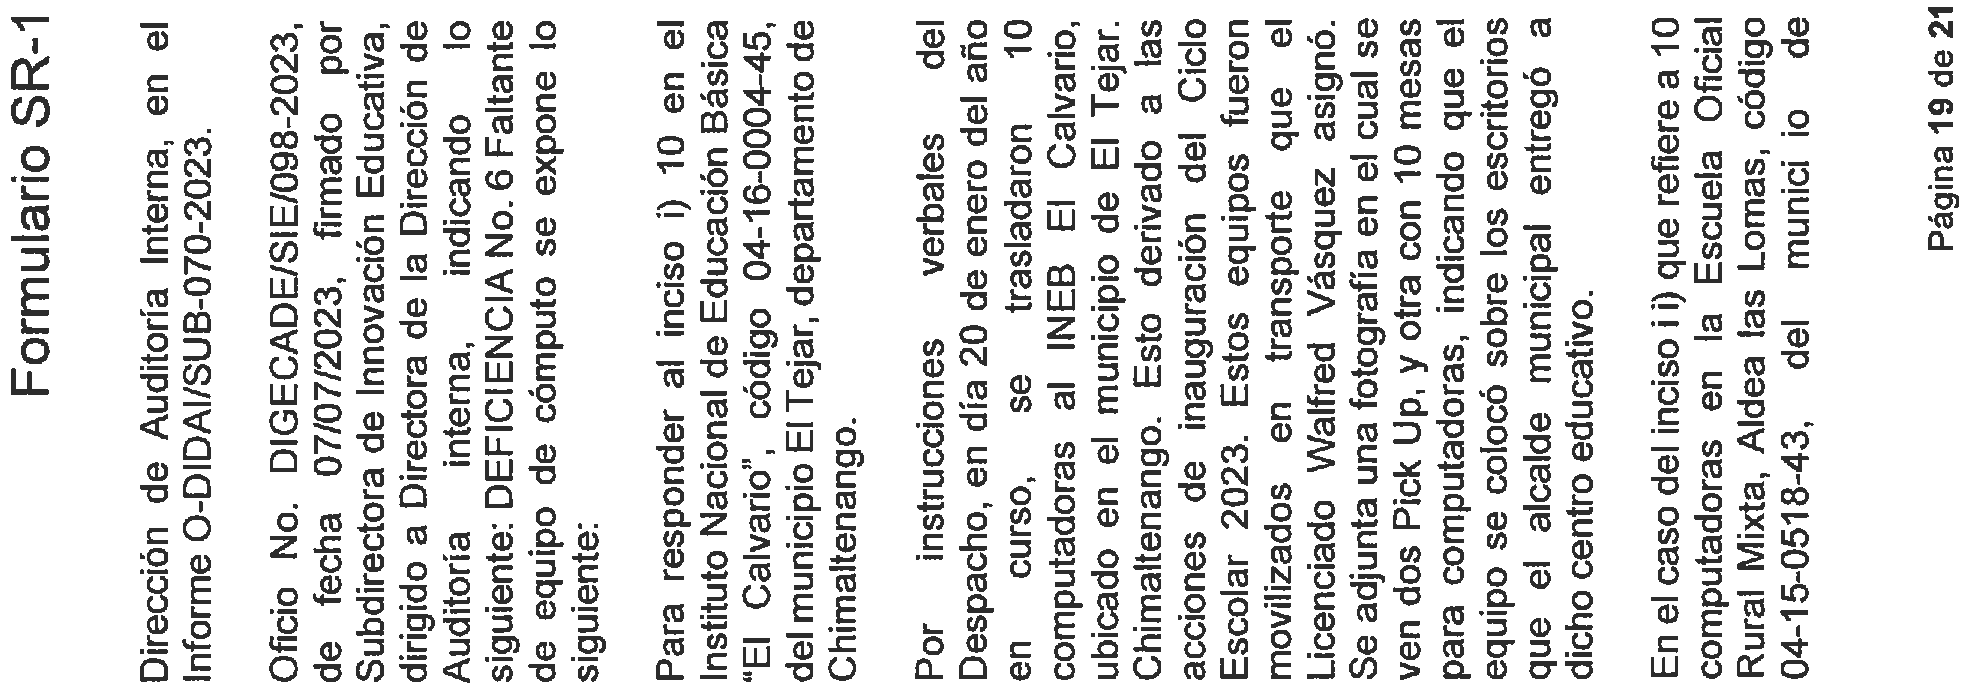 Formulario SR-1
Dirección de Auditoría Interna, en el
Informe O-DIDAI/SUB-070-2023.
Oficio No. DIGECADE/SIE/098-2023,
de fecha 07/07/2023, firmado por
Subdirectora de Innovación Educativa,
dirigido a Directora de la Dirección de
Auditoría interna, indicando lo
siguiente: DEFICIENCIA No. 6 Faltante
de equipo de cómputo se expone lo
siguiente:
Para responder al inciso i) 10 en el
Instituto Nacional de Educación Básica
"El Calvario", código 04-16-0004-45,
del municipio El Tejar, departamento de
Chimaltenango.
Por instrucciones verbales del
Despacho, en día 20 de enero del año
en curso, se trasladaron 10
computadoras al INEB El Calvario,
ubicado en el municipio de El Tejar.
Chimaltenango. Esto derivado a las
acciones de inauguración del Ciclo
Escolar 2023. Estos equipos fueron
movilizados en transporte que el
Licenciado Walfred Vásquez asignó.
Se adjunta una fotografía en el cual se
ven dos Pick Up, y otra con 10 mesas
para computadoras, indicando que el
equipo se colocó sobre los escritorios
que el alcalde municipal entregó a
dicho centro educativo.
En el caso del inciso ii) que refiere a 10
computadoras en la Escuela Oficial
Rural Mixta, Aldea las Lomas, código
04-15-0518-43, del munici io de
Página 19 de 21